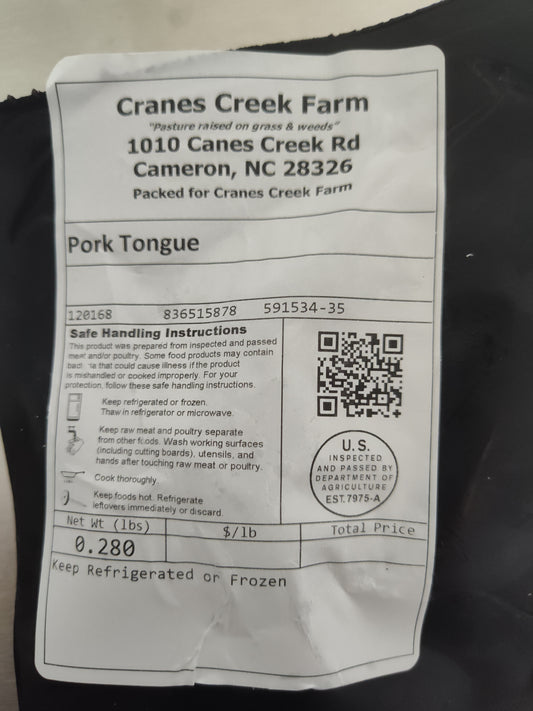 Cranes Creek Farm
"Pasture raised on grass & weeds"
1010 Canes Creek Rd
Cameron, NC 28326
Packed for Cranes Creek Farm
Pork Tongue
120168 836515878 591534-35
Safe Handling Instructions
This product was prepared from inspected and passed
meat and/or poultry. Some food products may contain
that could cause illness if the product
is mishandled or cooked improperly. For your
protection, follow these safe handling instructions.
Keep refrigerated or frozen.
Thaw in refrigerator or microwave.
Keep raw meat and poultry separate
from other foods. Wash working surfaces
(including cutting boards), utensils, and
hands after touching raw meat or poultry.
Cook thoroughly.
Keep foods hot. Refrigerate
leftovers immediately or discard.
U.S.
INSPECTED
AND PASSED BY
DEPARTMENT OF
AGRICULTURE
EST.7975-A
Net Wt (lbs) $/lb Total Price
0.280
Keep Refrigerated or Frozen